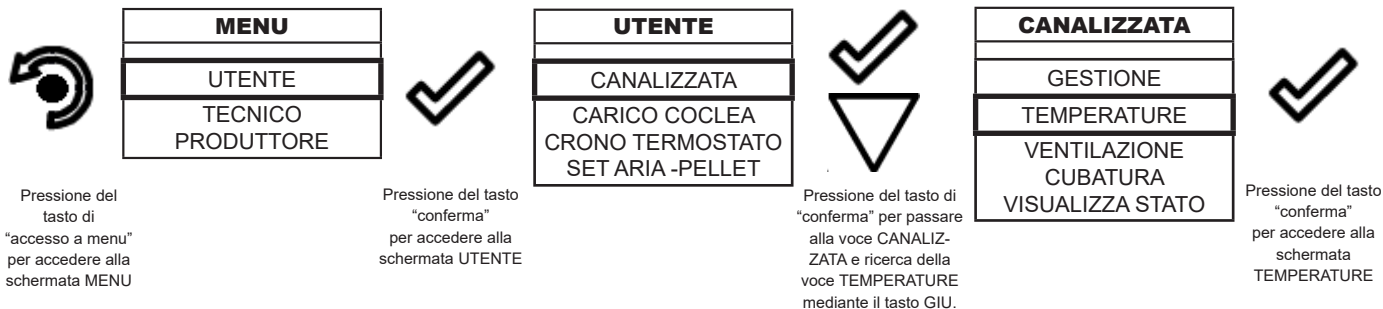 MENU
UTENTE
TECNICO
PRODUTTORE
Pressione del
tasto di
“accesso a menu”
per accedere alla
schermata MENU
Pressione del tasto
“conferma”
per accedere alla
schermata UTENTE
UTENTE
CANALIZZATA
CARICO COCLEA
CRONO TERMOSTATO
SET ARIA -PELLET
Pressione del tasto di
“conferma” per passare
alla voce CANALIZ-
ZATA e ricerca della
voce TEMPERATURE
mediante il tasto GIU.
CANALIZZATA
GESTIONE
TEMPERATURE
VENTILAZIONE
CUBATURA
VISUALIZZA STATO
Pressione del tasto
“conferma”
per accedere alla
schermata
TEMPERATURE